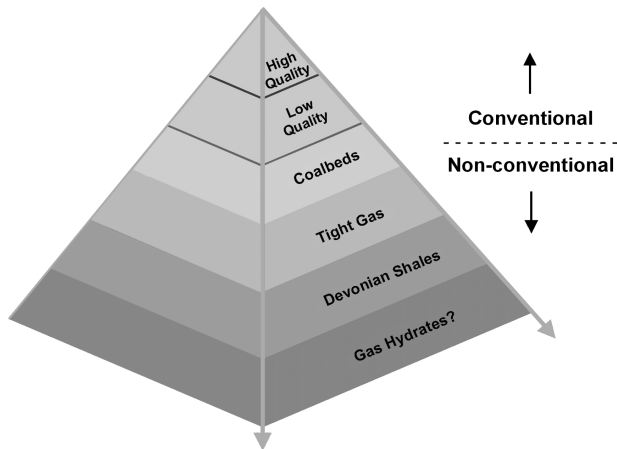 High
Quality
Low
Quality
Coalbeds
Tight Gas
Devonian Shales
Gas Hydrates?
Conventional
Non-conventional